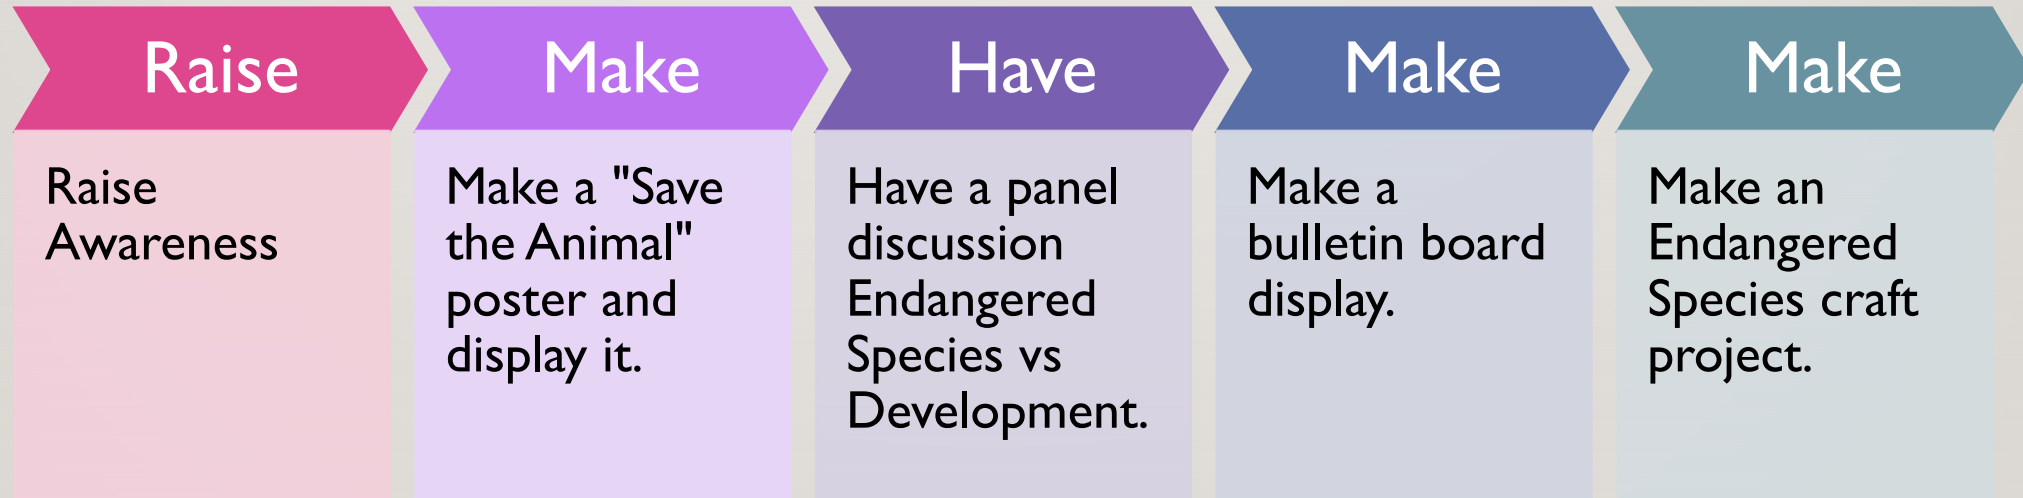 Raise
Raise
Awareness
Make
Make a "Save
the Animal"
poster and
display it.
Have
Have a panel
discussion
Endangered
Species vs
Development.
Make
Make a
bulletin board
display.
Make
Make an
Endangered
Species craft
project.